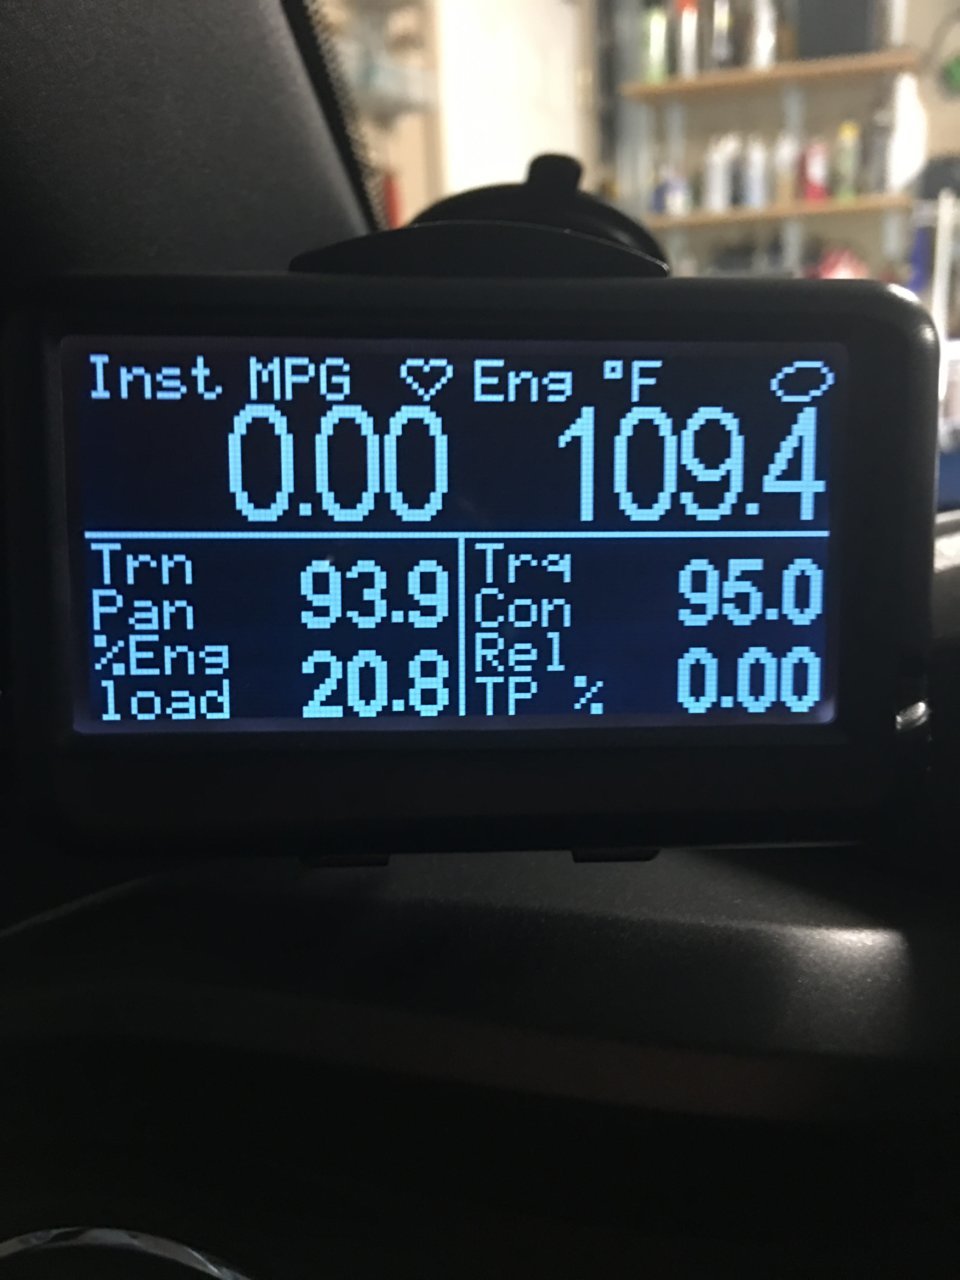 Inst MPG Eng °F
0.00 109.4
Trn Pan 93.9 Trq Con 95.0
%Eng load 20.8 Rel TP % 0.00